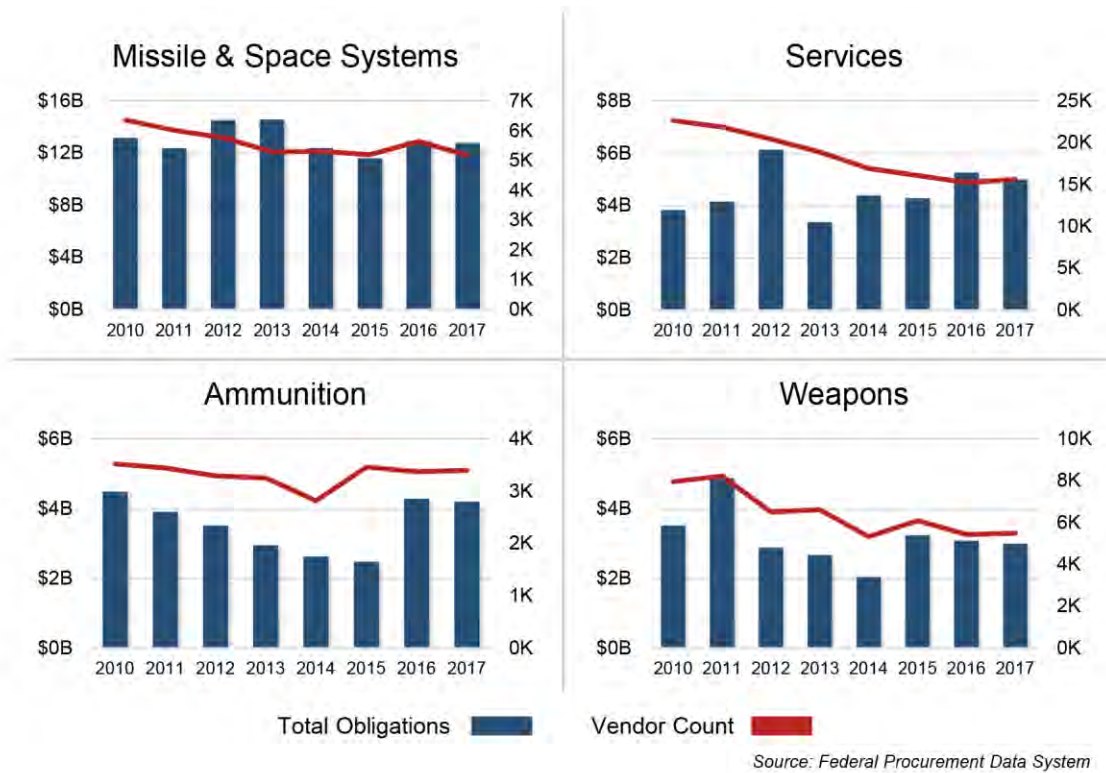 Missile & Space Systems
$16B
$12B
$8B
$4B
$0B
7K
6K
5K
4K
3K
2K
1K
0K
2010 2011 2012 2013 2014 2015 2016 2017
Services
$8B
$6B
$4B
$2B
$0B
25K
20K
15K
10K
5K
0K
2010 2011 2012 2013 2014 2015 2016 2017
Ammunition
$6B
$4B
$2B
$0B
4K
3K
2K
1K
0K
2010 2011 2012 2013 2014 2015 2016 2017
Weapons
$6B
$4B
$2B
$0B
10K
8K
6K
4K
2K
0K
2010 2011 2012 2013 2014 2015 2016 2017
Total Obligations
Vendor Count
Source: Federal Procurement Data System